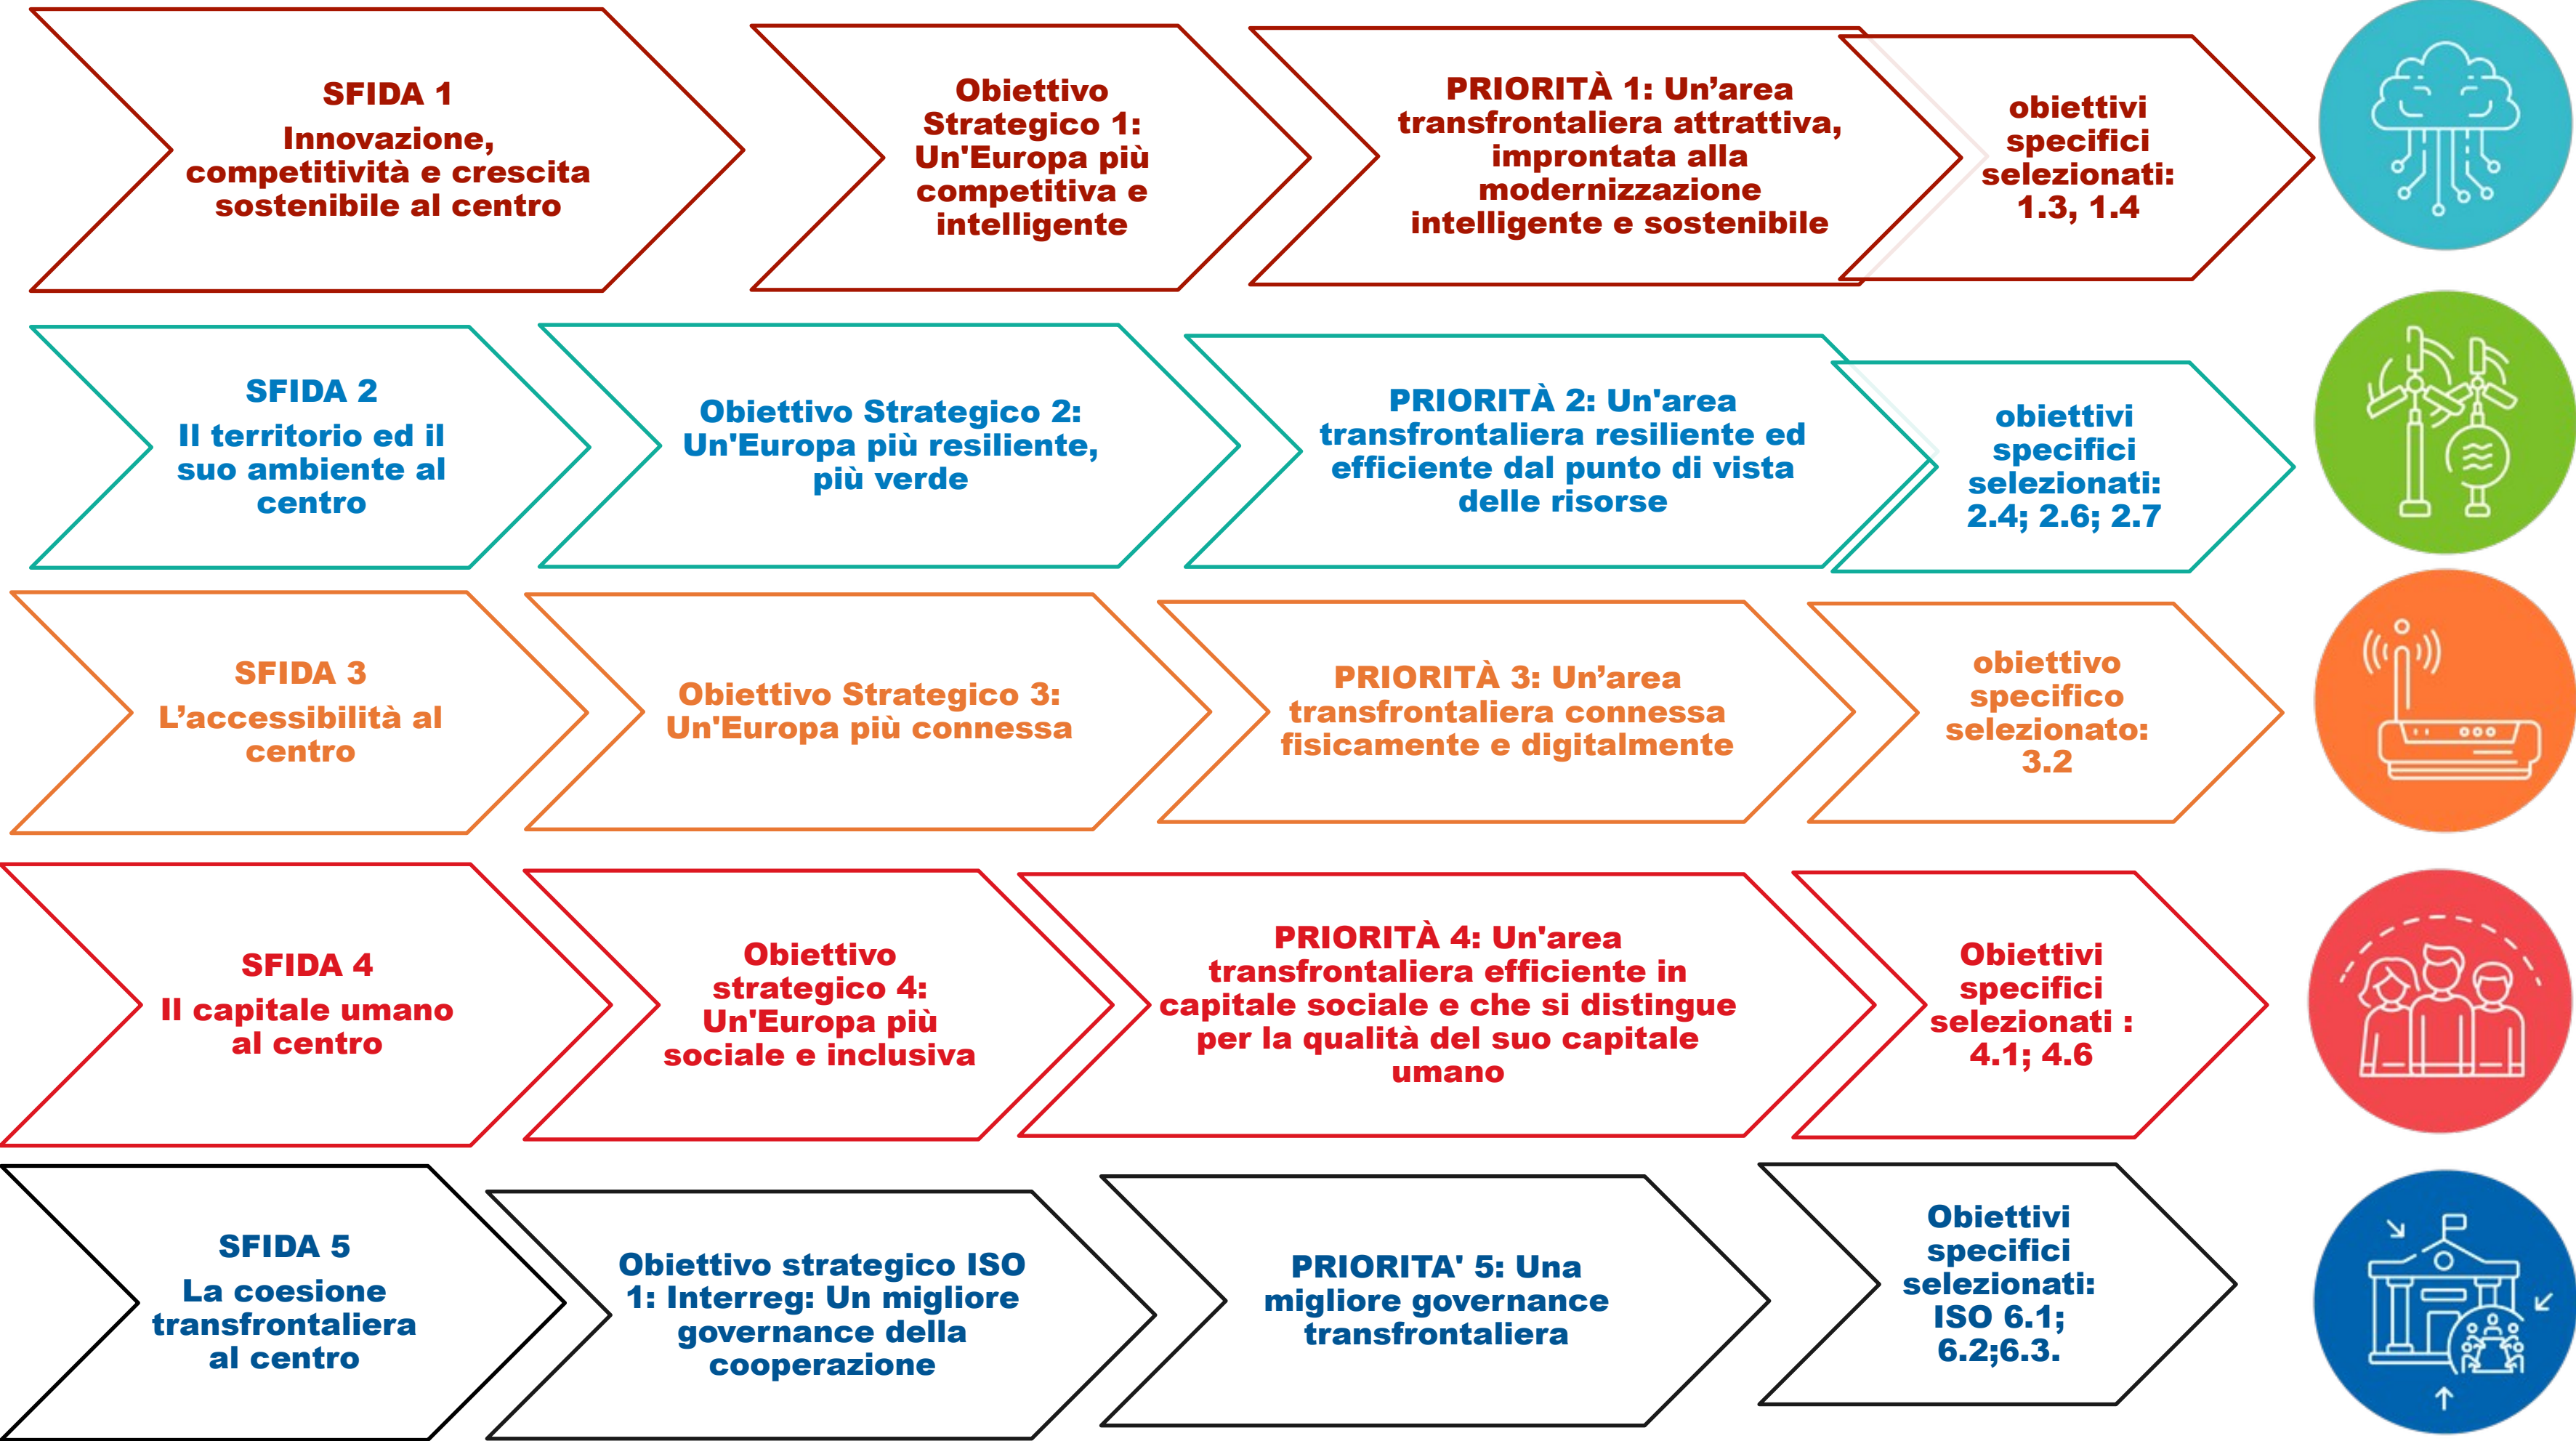 SFIDA 1
Innovazione,
competitività e crescita
sostenibile al centro
Obiettivo
Strategico 1:
Un'Europa più
competitiva e
intelligente
PRIORITÀ 1: Un’area
transfrontaliera attrattiva,
improntata alla
modernizzazione
intelligente e sostenibile
obiettivi
specifici
selezionati:
1.3, 1.4
SFIDA 2
Il territorio ed il
suo ambiente al
centro
Obiettivo Strategico 2:
Un'Europa più resiliente,
più verde
PRIORITÀ 2: Un'area
transfrontaliera resiliente ed
efficiente dal punto di vista
delle risorse
obiettivi
specifici
selezionati:
2.4; 2.6; 2.7
SFIDA 3
L’accessibilità al
centro
Obiettivo Strategico 3:
Un'Europa più connessa
PRIORITÀ 3: Un’area
transfrontaliera connessa
fisicamente e digitalmente
obiettivo
specifico
selezionato:
3.2
SFIDA 4
Il capitale umano
al centro
Obiettivo
strategico 4:
Un'Europa più
sociale e inclusiva
PRIORITÀ 4: Un'area
transfrontaliera efficiente in
capitale sociale e che si distingue
per la qualità del suo capitale
umano
Obiettivi
specifici
selezionati :
4.1; 4.6
SFIDA 5
La coesione
transfrontaliera
al centro
Obiettivo strategico ISO
1: Interreg: Un migliore
governance della
cooperazione
PRIORITA' 5: Una
migliore governance
transfrontaliera
Obiettivi
specifici
selezionati:
ISO 6.1;
6.2;6.3.